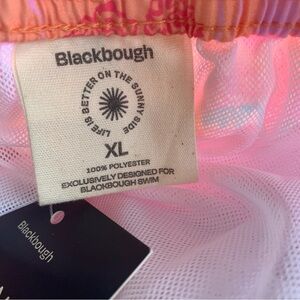 Blackbough
LIFE IS BETTER ON THE SUNNY SIDE
XL
100% POLYESTER
EXCLUSIVELY DESIGNED FOR
BLACKBOUGH SWIM
Blackbough